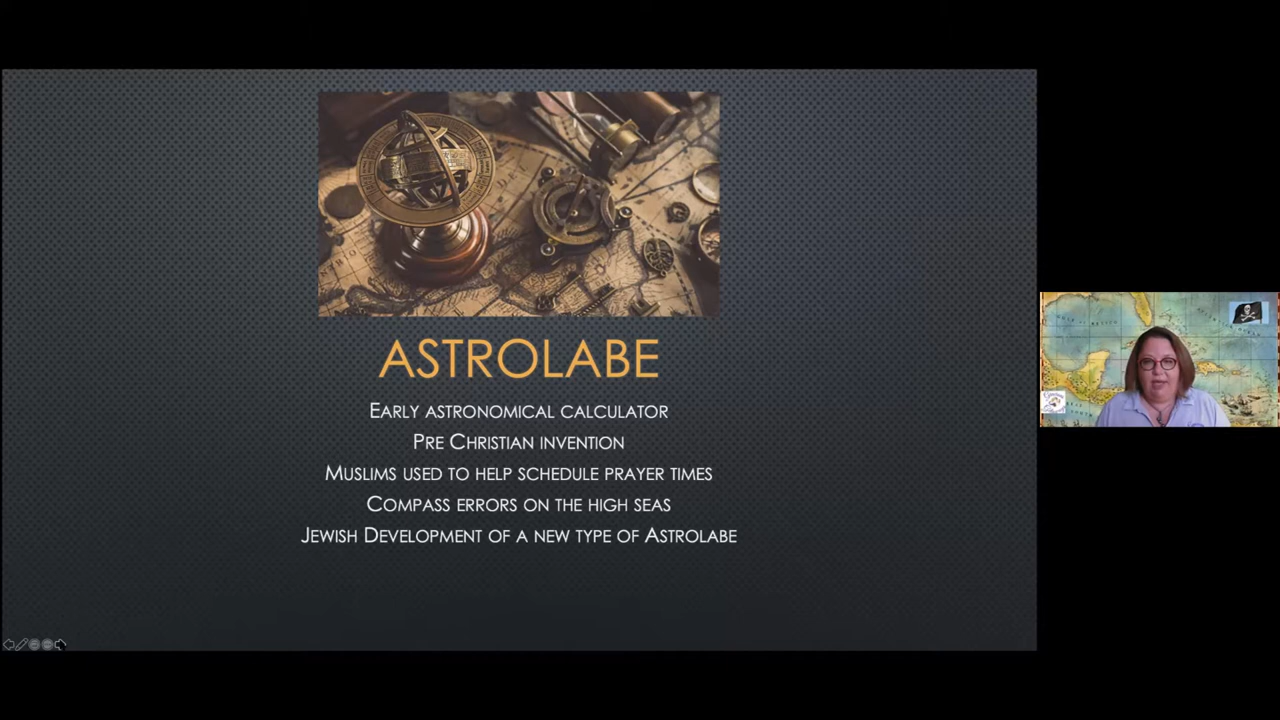 ASTROLABE
EARLY ASTRONOMICAL CALCULATOR
PRE CHRISTIAN INVENTION
MUSLIMS USED TO HELP SCHEDULE PRAYER TIMES
COMPASS ERRORS ON THE HIGH SEAS
JEWISH DEVELOPMENT OF A NEW TYPE OF ASTROLABE